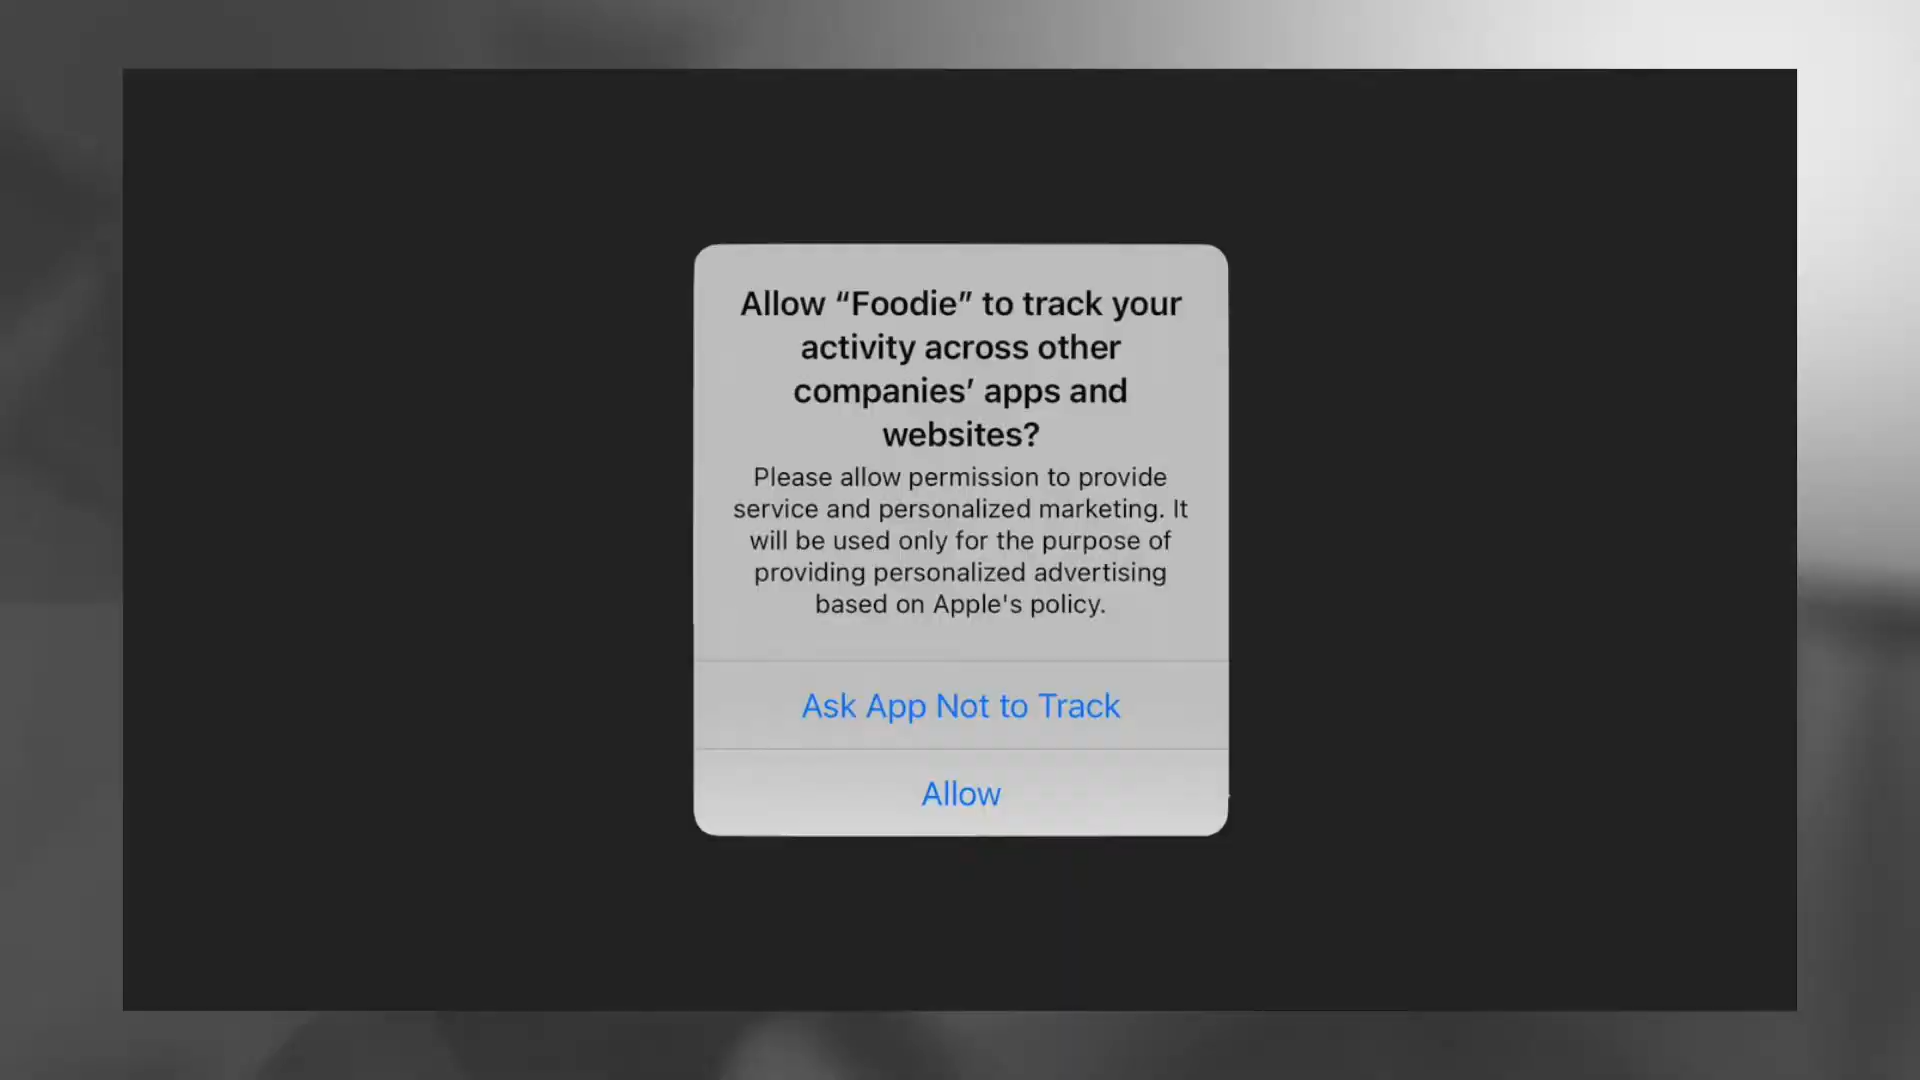 Allow “Foodie” to track your
activity across other
companies’ apps and
websites?
Please allow permission to provide
service and personalized marketing. It
will be used only for the purpose of
providing personalized advertising
based on Apple's policy.
Ask App Not to Track
Allow